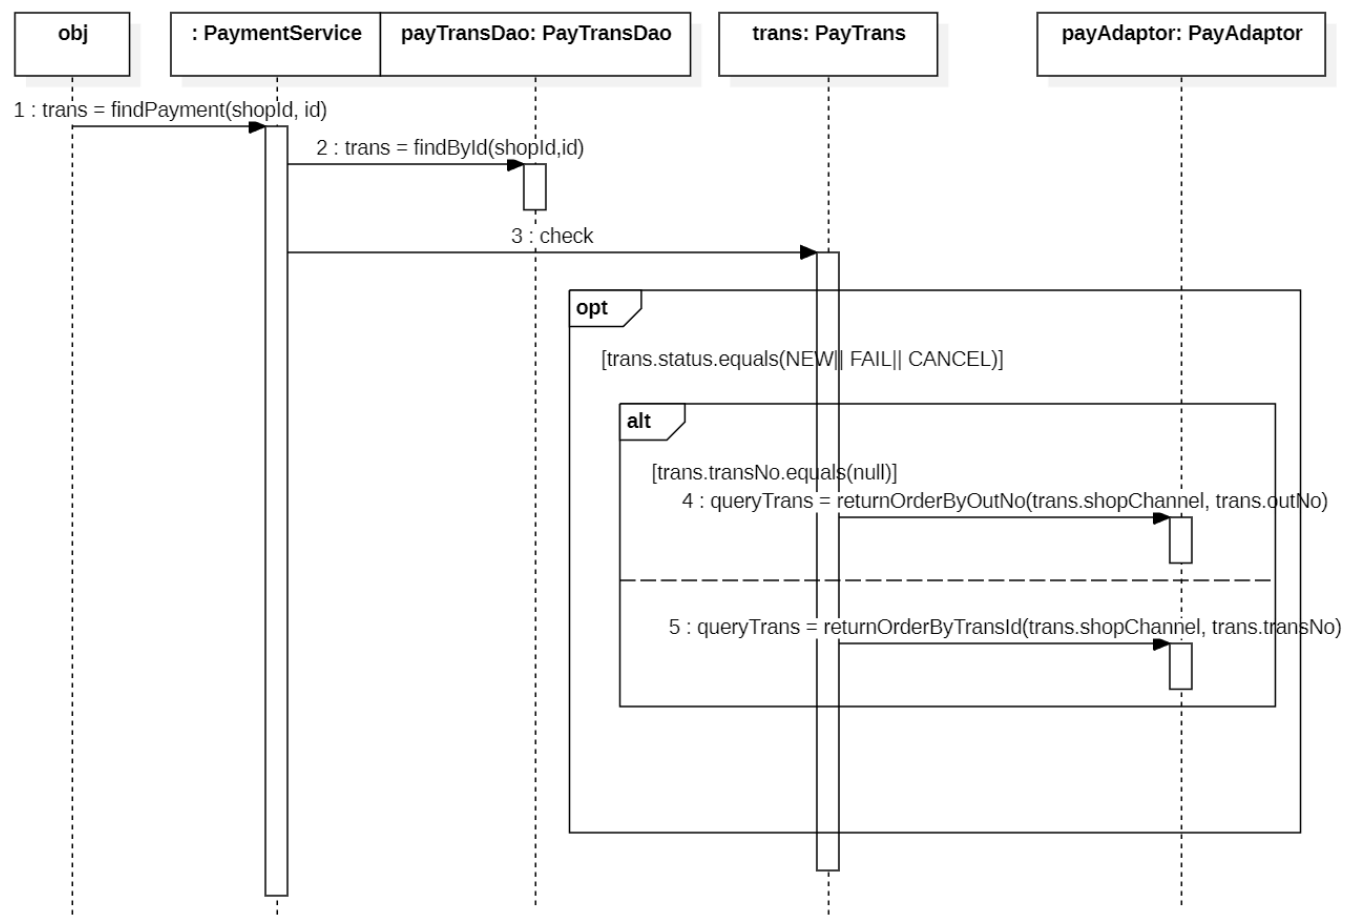 obj
: PaymentService
payTransDao: PayTransDao
trans: PayTrans
payAdaptor: PayAdaptor
1 : trans = findPayment(shopId, id)
2 : trans = findById(shopId,id)
3 : check
opt
[trans.status.equals(NEW|| FAIL|| CANCEL)]
alt
[trans.transNo.equals(null)]
4 : queryTrans = returnOrderByOutNo(trans.shopChannel, trans.outNo)
5 : queryTrans = returnOrderByTransId(trans.shopChannel, trans.transNo)